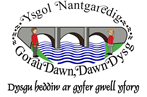 Ysgol Nantgaredig
Gorau Dawn, Dawn Dysg
Dysgu heddiw ar gyfer gwell yfory